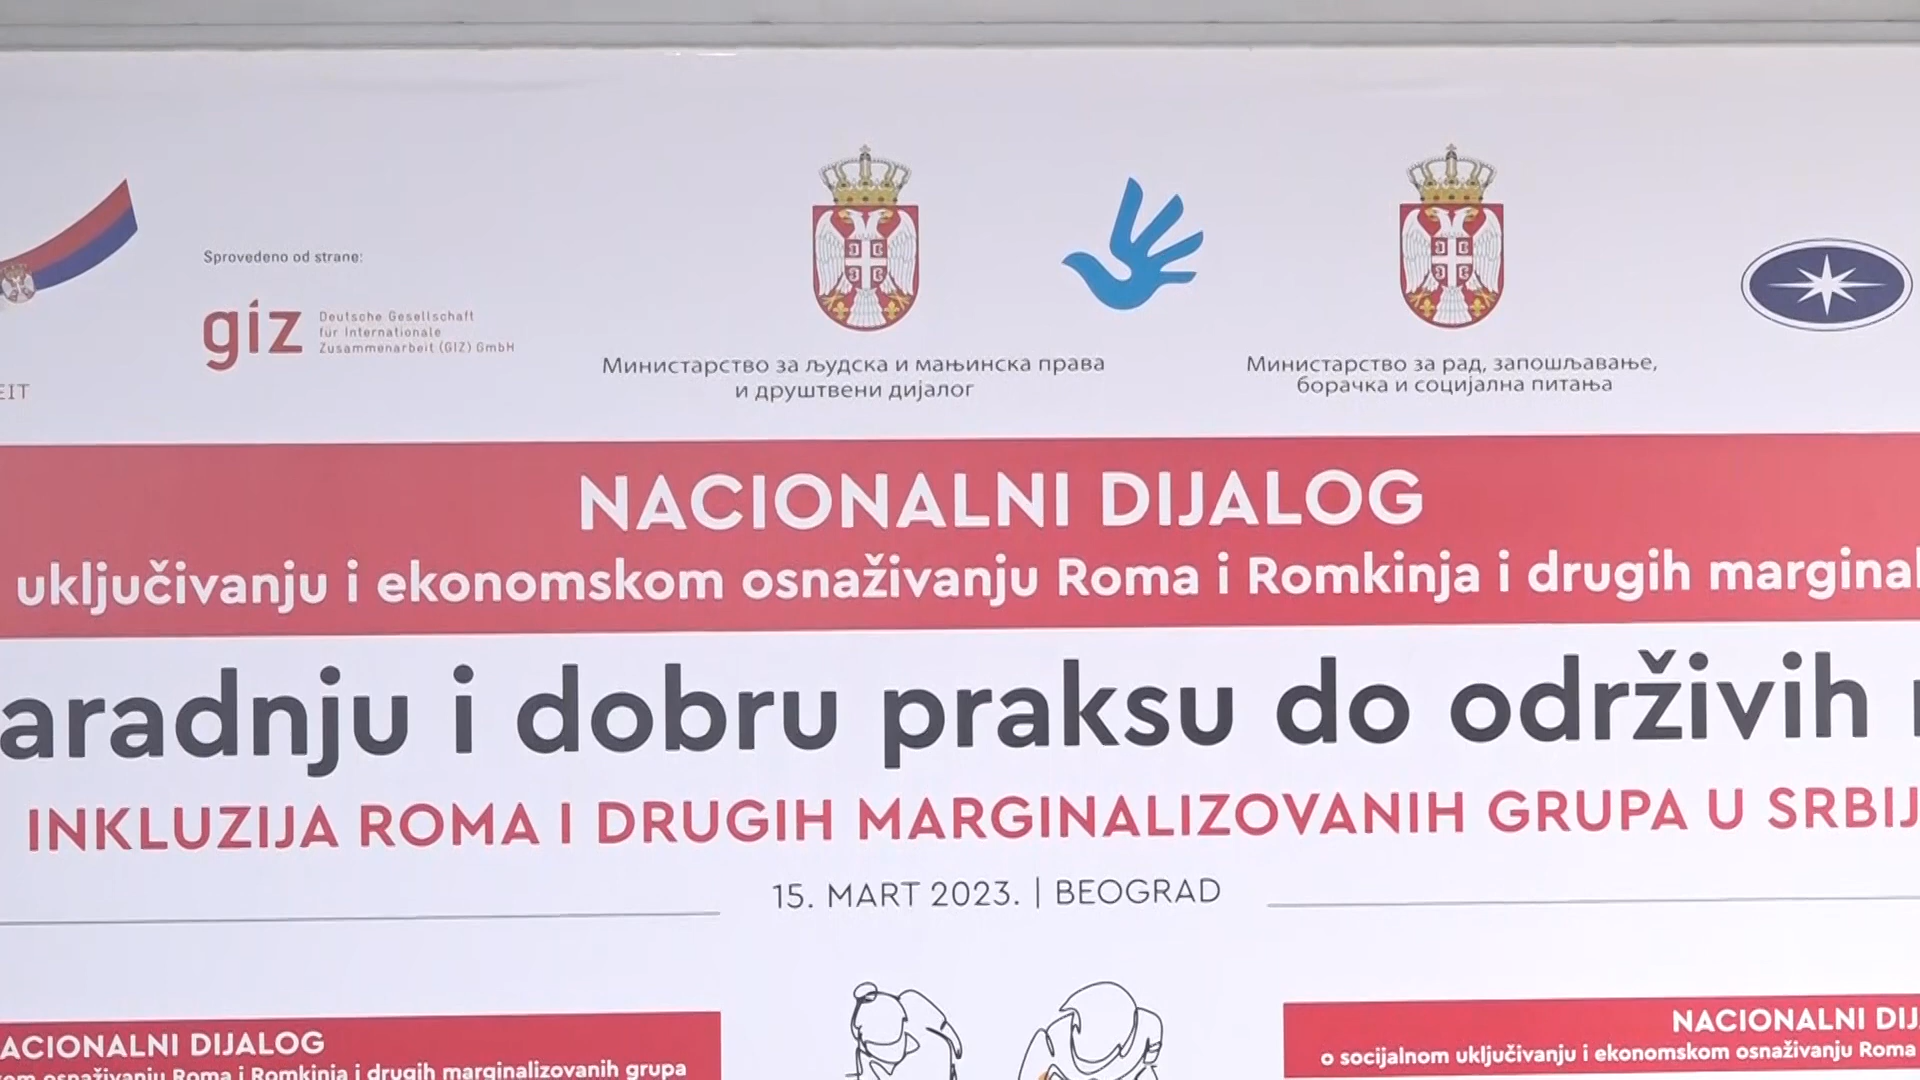 Sprovedeno od strane:
giz Deutsche Gesellschaft
für Internationale
Zusammenarbeit (GIZ) GmbH
EIT
Министарство за људска и мањинска права
и друштвени дијалог
Министарство за рад, запошљавање,
борачка и социјална питања
NACIONALNI DIJALOG
uključivanju i ekonomskom osnaživanju Roma i Romkinja i drugih marginal
aradnju i dobru praksu do održivih
INKLUZIJA ROMA I DRUGIH MARGINALIZOVANIH GRUPA U SRBIJ
15. MART 2023. | BEOGRAD
ACIONALNI DIJALOG
om osnaživanju Roma i Romkinja i drugih marginalizovanih grupa
NACIONALNI DIJ
o socijalnom uključivanju i ekonomskom osnaživanju Roma